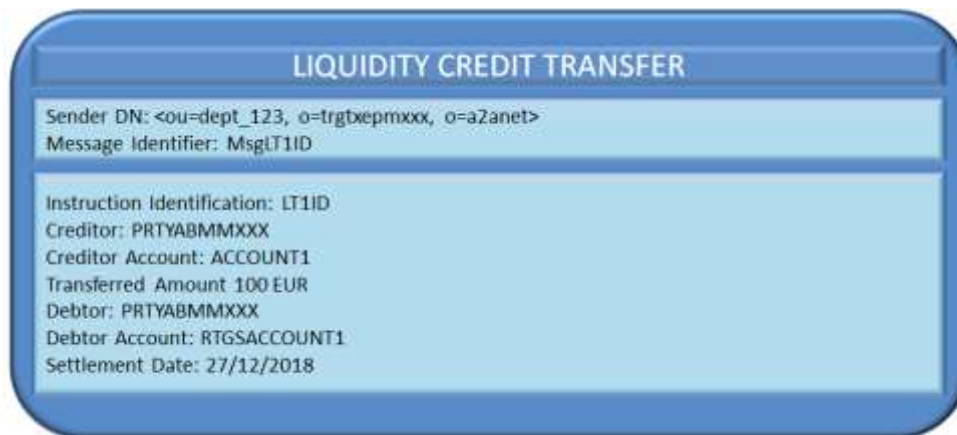 LIQUIDITY CREDIT TRANSFER
Sender DN: <ou=dept_123, o=trgtxepmxxx, o=a2anet>
Message Identifier: MsgLT1ID
Instruction Identification: LT1ID
Creditor: PRTYABMMXXX
Creditor Account: ACCOUNT1
Transferred Amount 100 EUR
Debtor: PRTYABMMXXX
Debtor Account: RTGSACCOUNT1
Settlement Date: 27/12/2018